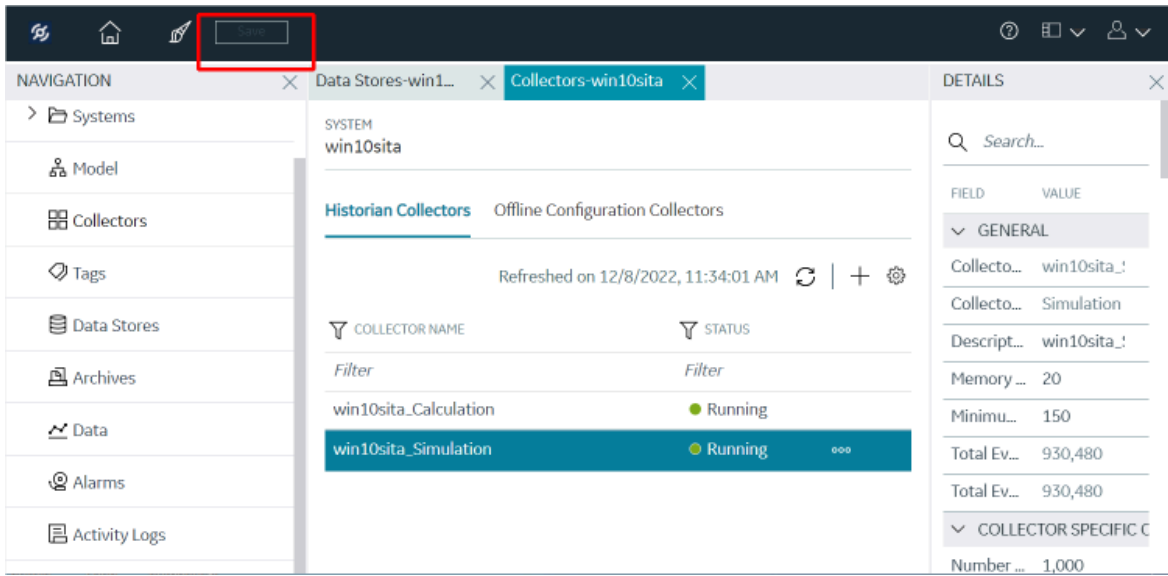 Save
NAVIGATION
Systems
Model
Collectors
Tags
Data Stores
Archives
Data
Alarms
Activity Logs
Data Stores-win1...
Collectors-win10sita
SYSTEM
win10sita
Historian Collectors Offline Configuration Collectors
Refreshed on 12/8/2022, 11:34:01 AM
COLLECTOR NAME STATUS
Filter Filter
win10sita_Calculation Running
win10sita_Simulation Running
DETAILS
Search...
FIELD VALUE
GENERAL
Collecto... win10sita_
Collecto... Simulation
Descript... win10sita_
Memory ... 20
Minimu... 150
Total Ev... 930,480
Total Ev... 930,480
COLLECTOR SPECIFIC
Number ... 1,000